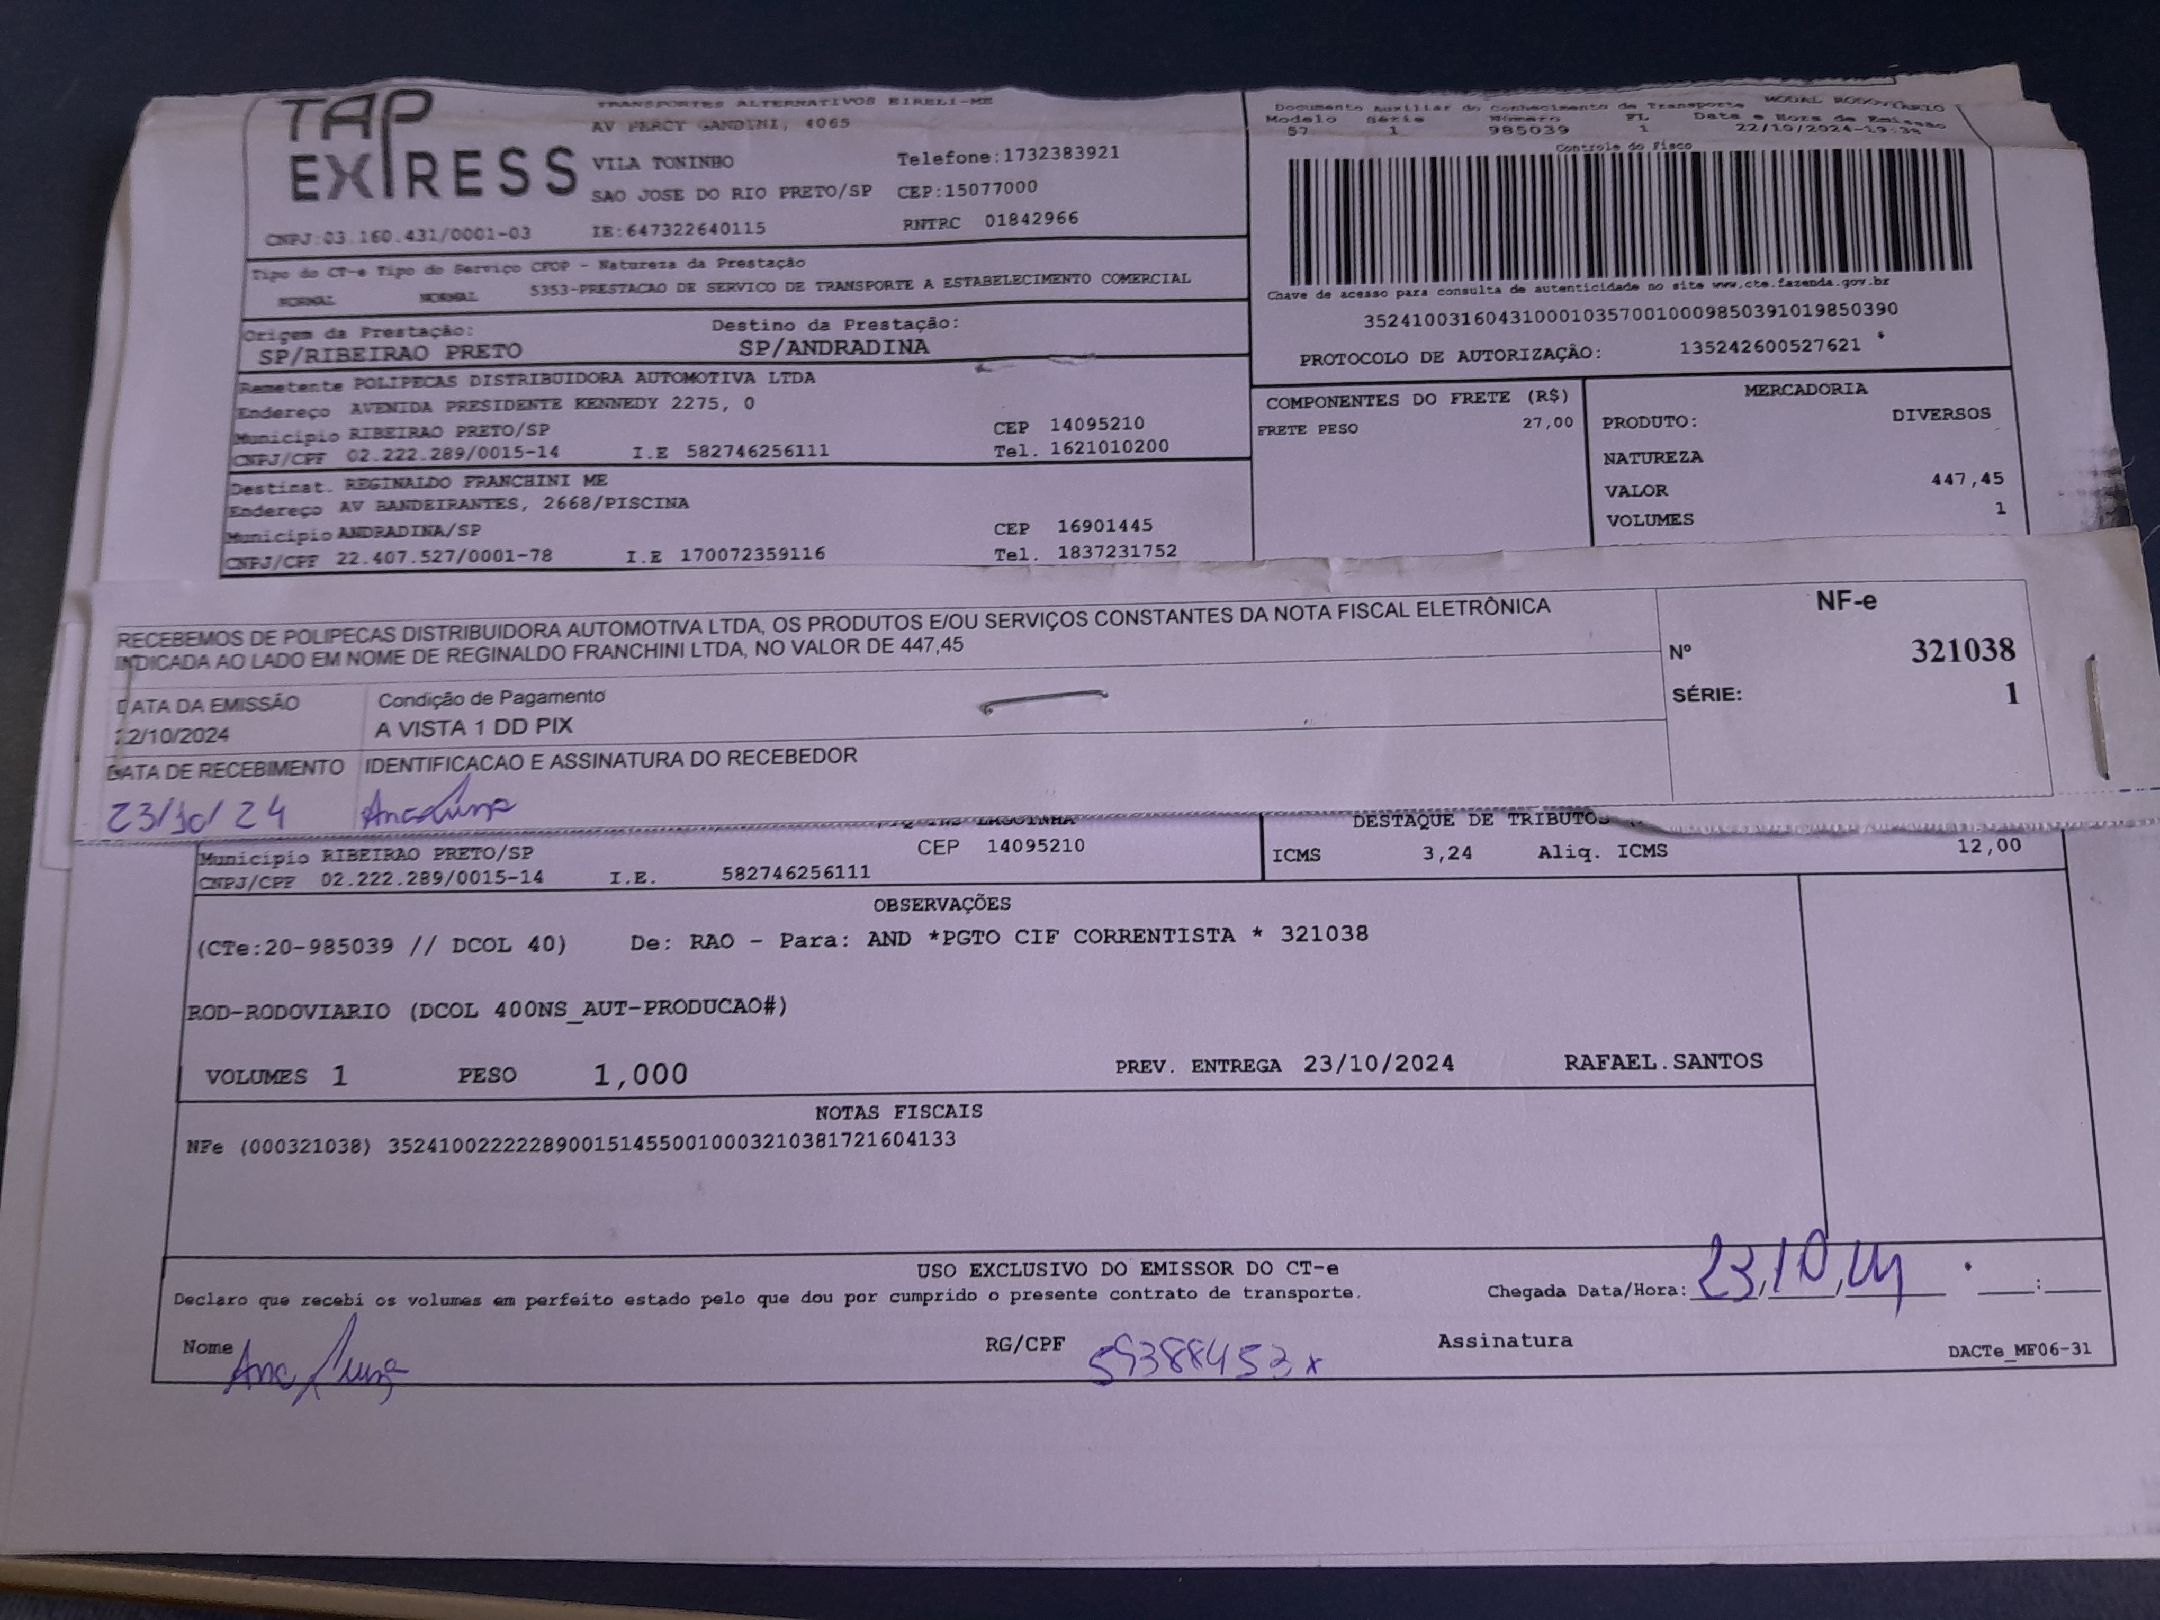 TAP
EXPRESS
TRANSPORTES ALTERNATIVOS EIRELI-ME
AV PERCY GANDINI, 4065
VILA TONINHO Telefone:1732383921
SAO JOSE DO RIO PRETO/SP CEP:15077000
CNPJ:03.160.431/0001-03 IE:647322640115 RNTRC 01842966
Documento Auxiliar do Conhecimento de Transporte MODAL RODOVIARIO
Modelo Série Número FL Data e Hora de Emissão
57 1 985039 1 22/10/2024-19:34
Controle do Fisco
Chave de acesso para consulta de autenticidade no site www.cte.fazenda.gov.br
35241003160431000103570010009850391019850390
PROTOCOLO DE AUTORIZAÇÃO: 135242600527621
Tipo do CT-e Tipo do Serviço CFOP - Natureza da Prestação
NORMAL NORMAL 5353-PRESTACAO DE SERVICO DE TRANSPORTE A ESTABELECIMENTO COMERCIAL
Origem da Prestação: Destino da Prestação:
SP/RIBEIRAO PRETO SP/ANDRADINA
Remetente POLIPECAS DISTRIBUIDORA AUTOMOTIVA LTDA
Endereço AVENIDA PRESIDENTE KENNEDY 2275, 0
Município RIBEIRAO PRETO/SP CEP 14095210
CNPJ/CPF 02.222.289/0015-14 I.E 582746256111 Tel. 1621010200
Destinat. REGINALDO FRANCHINI ME
Endereço AV BANDEIRANTES, 2668/PISCINA
Município ANDRADINA/SP CEP 16901445
CNPJ/CPF 22.407.527/0001-78 I.E 170072359116 Tel. 1837231752
COMPONENTES DO FRETE (R$)
FRETE PESO 27,00
MERCADORIA
PRODUTO: DIVERSOS
NATUREZA
VALOR 447,45
VOLUMES 1
RECEBEMOS DE POLIPECAS DISTRIBUIDORA AUTOMOTIVA LTDA, OS PRODUTOS E/OU SERVIÇOS CONSTANTES DA NOTA FISCAL ELETRÔNICA
INDICADA AO LADO EM NOME DE REGINALDO FRANCHINI LTDA, NO VALOR DE 447,45
NF-e
Nº 321038
SÉRIE: 1
DATA DA EMISSÃO Condição de Pagamento
22/10/2024 A VISTA 1 DD PIX
DATA DE RECEBIMENTO IDENTIFICACAO E ASSINATURA DO RECEBEDOR
23/10/24 Ana
DESTAQUE DE TRIBUTOS
Município RIBEIRAO PRETO/SP CEP 14095210
CNPJ/CPF 02.222.289/0015-14 I.E. 582746256111
ICMS 3,24 Aliq. ICMS 12,00
OBSERVAÇÕES
(CTe:20-985039 // DCOL 40) De: RAO - Para: AND *PGTO CIF CORRENTISTA * 321038
ROD-RODOVIARIO (DCOL 400NS_AUT-PRODUCAO#)
VOLUMES 1 PESO 1,000 PREV. ENTREGA 23/10/2024 RAFAEL.SANTOS
NOTAS FISCAIS
NFe (000321038) 35241002222289001514550010003210381721604133
USO EXCLUSIVO DO EMISSOR DO CT-e
Declaro que recebi os volumes em perfeito estado pelo que dou por cumprido o presente contrato de transporte.
Chegada Data/Hora: 23/10/24 :
Nome Ana RG/CPF 59388453x Assinatura
DACTe_MF06-31